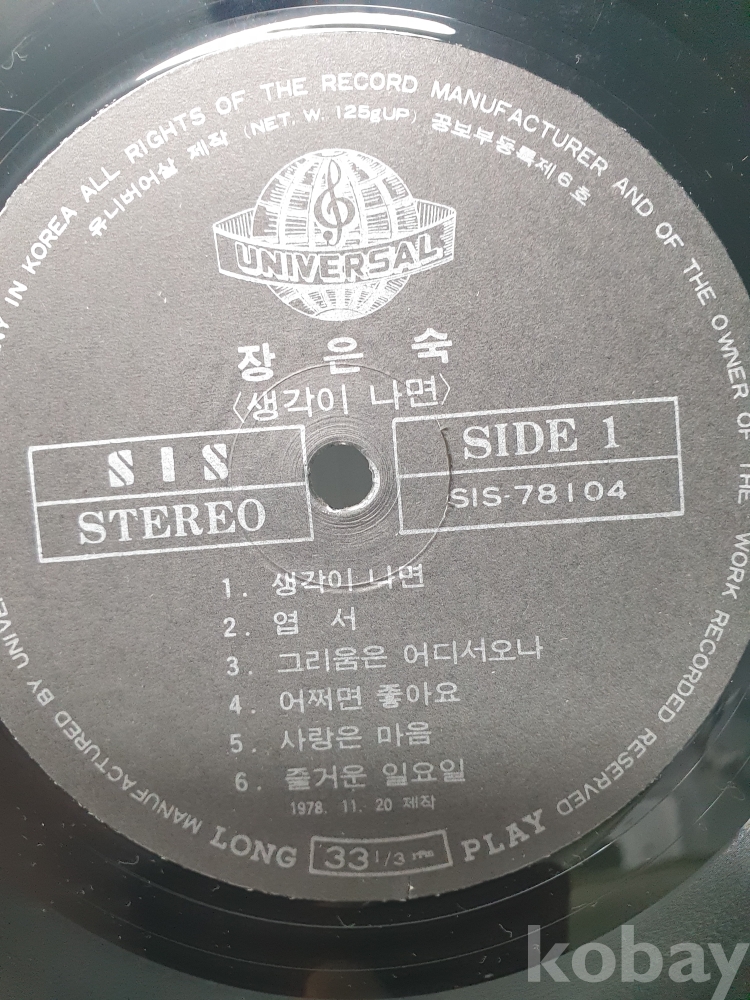 Y IN KOREA ALL RIGHTS OF THE RECORD MANUFACTURER AND OF THE OWNER OF THE WORK RECORDED RESERVED
유니버어살 제작 (NET. W. 125gUP) 공보부등록제6호
UNIVERSAL
장은숙
<생각이 나면>
SIS
STEREO
SIDE 1
SIS-78104
1. 생각이 나면
2. 엽 서
3. 그리움은 어디서오나
4. 어쩌면 좋아요
5. 사랑은 마음
6. 즐거운 일요일
1978. 11. 20 제작
MANUFACTURED BY UNIVE
LONG 33 1/3 rpm PLAY
kobay